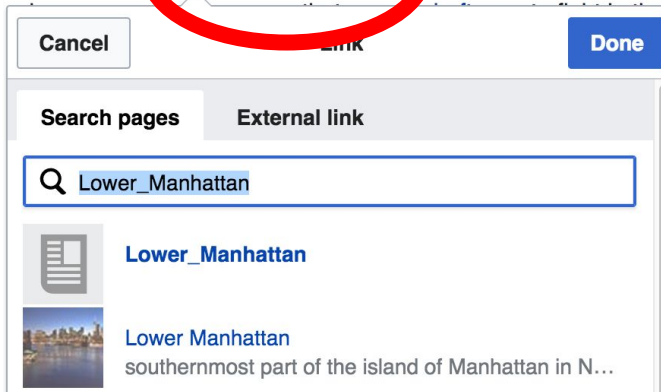 Cancel Link Done
Search pages External link
Lower_Manhattan
Lower_Manhattan
Lower Manhattan
southernmost part of the island of Manhattan in N...